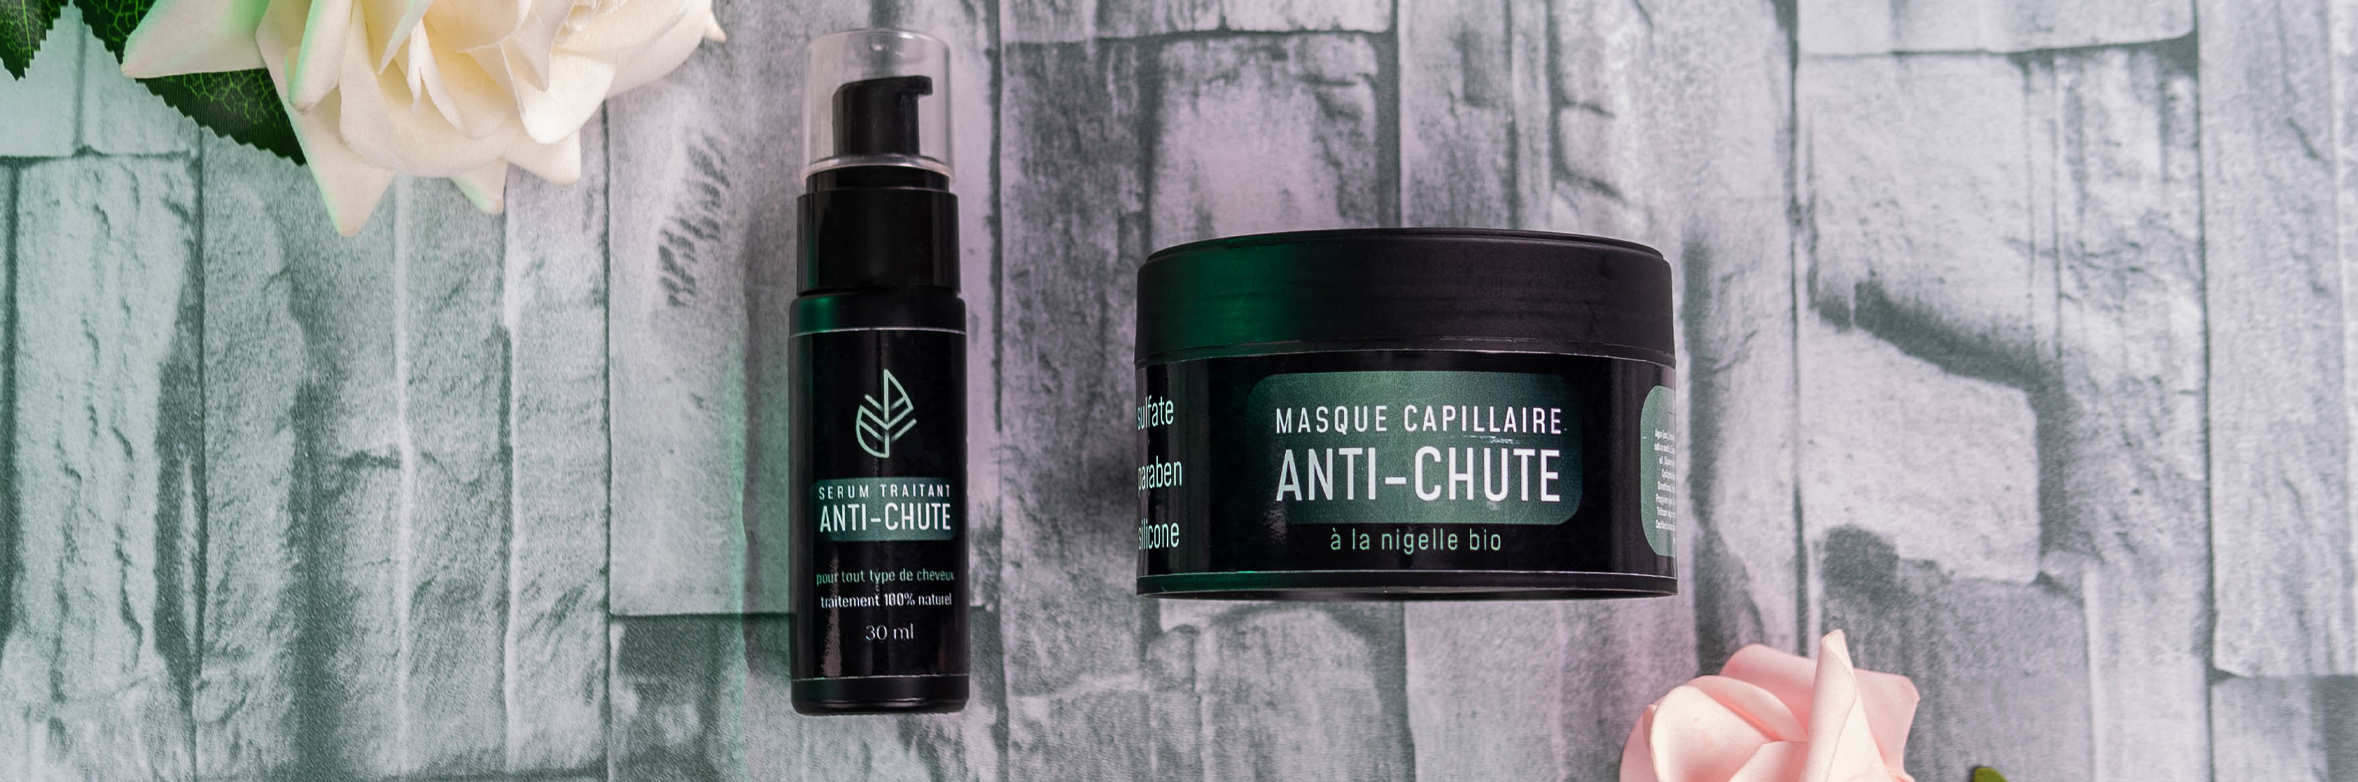 SERUM TRAITANT
ANTI-CHUTE
pour tout type de cheveux
traitement 100% naturel
30 ml
sulfate
paraben
silicone
MASQUE CAPILLAIRE
ANTI-CHUTE
à la nigelle bio